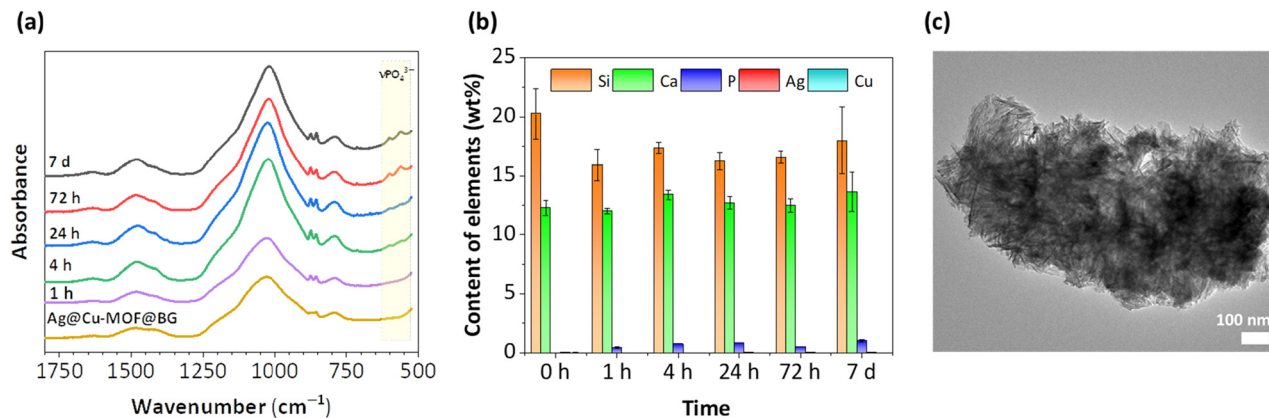 (a)
Absorbance
νPO₄³⁻
7 d
72 h
24 h
4 h
1 h
Ag@Cu-MOF@BG
1750 1500 1250 1000 750 500
Wavenumber (cm⁻¹)
(b)
Content of elements (wt%)
25
20
15
10
5
0
Si Ca P Ag Cu
0 h 1 h 4 h 24 h 72 h 7 d
Time
(c)
100 nm